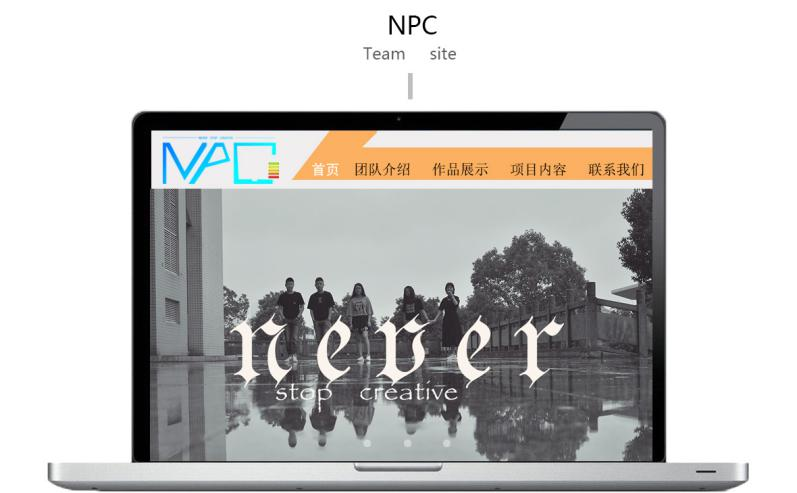 NPC
Team site
NPC
首页 团队介绍 作品展示 项目内容 联系我们
never
stop creative